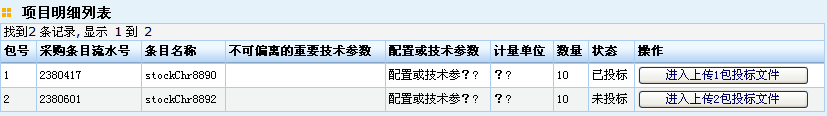 项目明细列表
找到2 条记录, 显示 1 到 2
包号 采购条目流水号 条目名称 不可偏离的重要技术参数 配置或技术参数 计量单位 数量 状态 操作
1 2380417 stockChr8890 配置或技术参?? ?? 10 已投标 进入上传1包投标文件
2 2380601 stockChr8892 配置或技术参?? ?? 10 未投标 进入上传2包投标文件